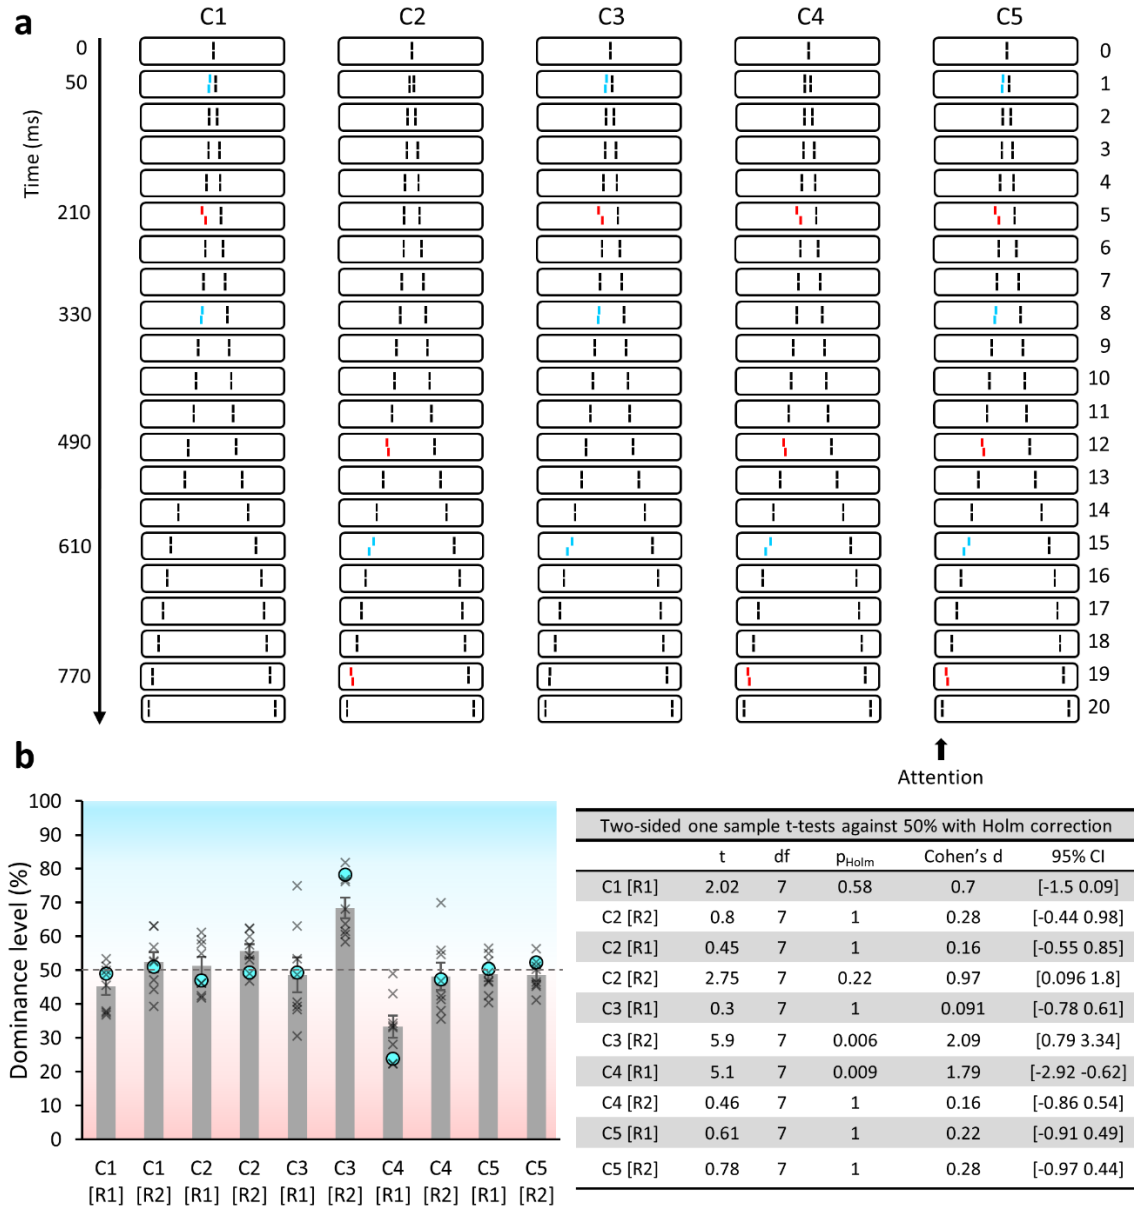 a
C1 C2 C3 C4 C5
Time (ms)
0 0
50 1
2
3
4
210 5
6
7
330 8
9
10
11
490 12
13
14
610 15
16
17
18
770 19
20
Attention
b
Dominance level (%)
100
90
80
70
60
50
40
30
20
10
0
C1 C1 C2 C2 C3 C3 C4 C4 C5 C5
[R1] [R2] [R1] [R2] [R1] [R2] [R1] [R2] [R1] [R2]
Two-sided one sample t-tests against 50% with Holm correction
t df pHolm Cohen's d 95% CI
C1 [R1] 2.02 7 0.58 0.7 [-1.5 0.09]
C2 [R2] 0.8 7 1 0.28 [-0.44 0.98]
C2 [R1] 0.45 7 1 0.16 [-0.55 0.85]
C2 [R2] 2.75 7 0.22 0.97 [0.096 1.8]
C3 [R1] 0.3 7 1 0.091 [-0.78 0.61]
C3 [R2] 5.9 7 0.006 2.09 [0.79 3.34]
C4 [R1] 5.1 7 0.009 1.79 [-2.92 -0.62]
C4 [R2] 0.46 7 1 0.16 [-0.86 0.54]
C5 [R1] 0.61 7 1 0.22 [-0.91 0.49]
C5 [R2] 0.78 7 1 0.28 [-0.97 0.44]